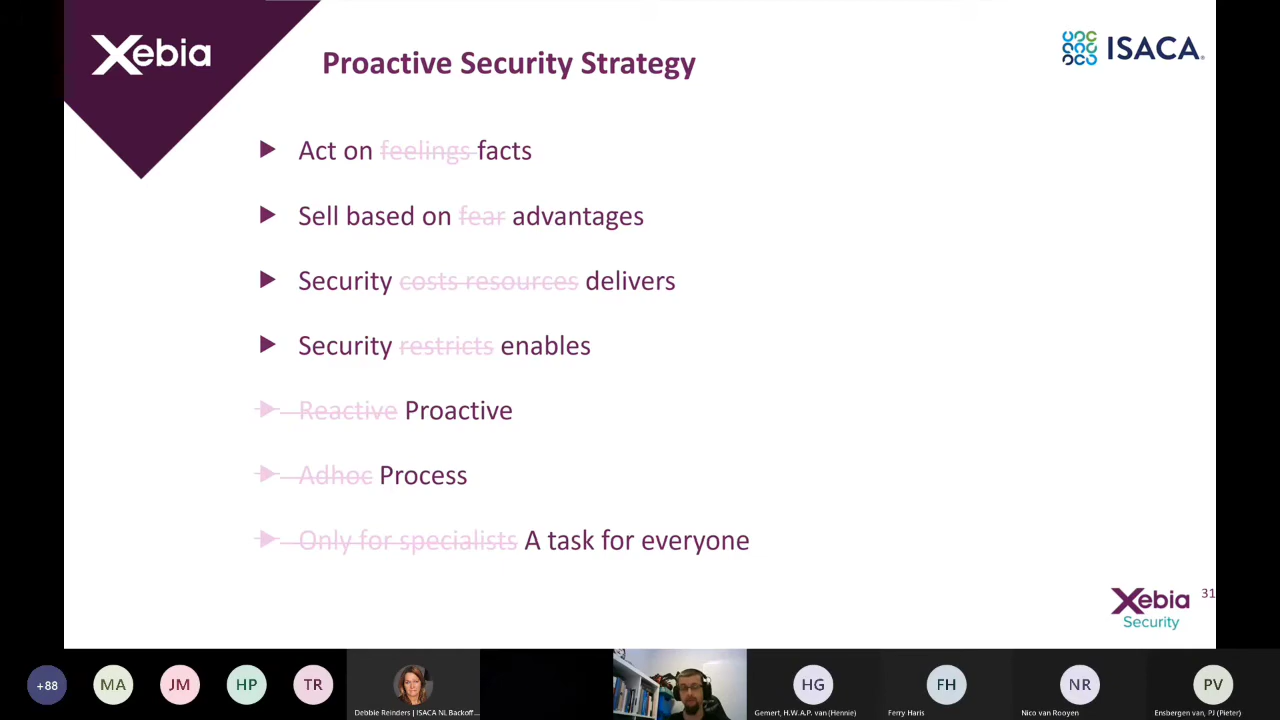 Xebia
Proactive Security Strategy
ISACA®
Act on feelings facts
Sell based on fear advantages
Security costs resources delivers
Security restricts enables
Reactive Proactive
Adhoc Process
Only for specialists A task for everyone
Xebia
Security
31
+88
MA
JM
HP
TR
HG
FH
NR
PV
Debbie Reinders | ISACA NL Backoff...
Gemert, H.W.A.P. van (Hennie)
Ferry Haris
Nico van Rooyen
Ensbergen van, PJ (Pieter)